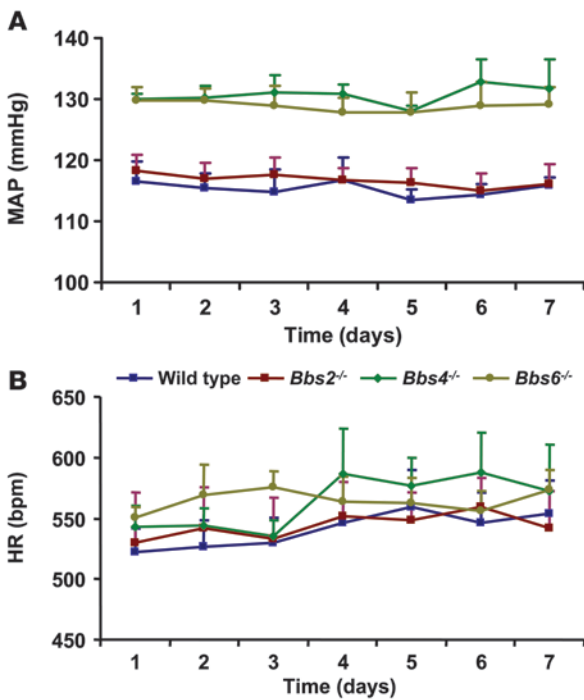 A
MAP (mmHg)
140
130
120
110
100
1 2 3 4 5 6 7
Time (days)
B
Wild type Bbs2-/- Bbs4-/- Bbs6-/-
HR (bpm)
650
600
550
500
450
1 2 3 4 5 6 7
Time (days)